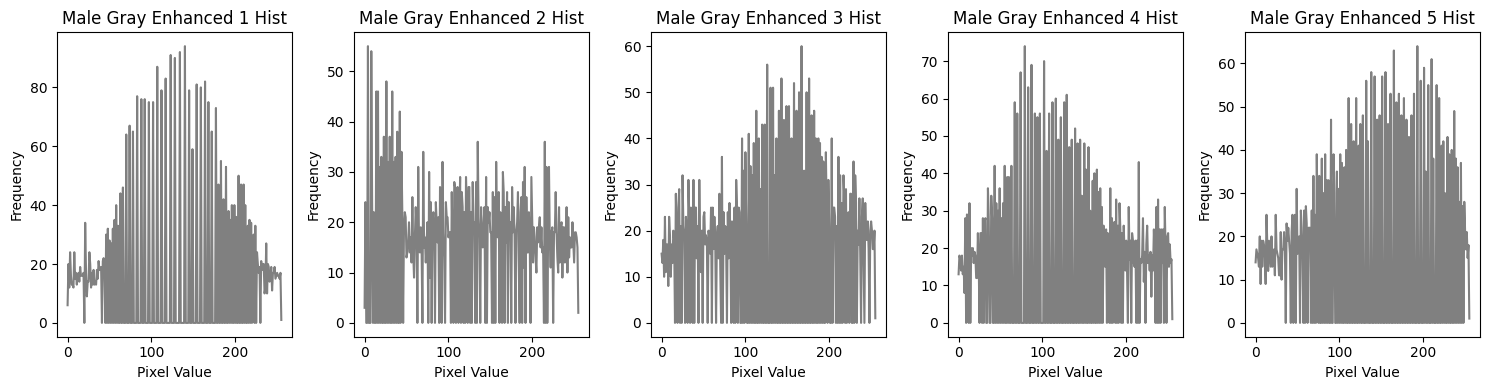 Male Gray Enhanced 1 Hist
80
60
40
20
0
Frequency
0 100 200
Pixel Value
Male Gray Enhanced 2 Hist
50
40
30
20
10
0
Frequency
0 100 200
Pixel Value
Male Gray Enhanced 3 Hist
60
50
40
30
20
10
0
Frequency
0 100 200
Pixel Value
Male Gray Enhanced 4 Hist
70
60
50
40
30
20
10
0
Frequency
0 100 200
Pixel Value
Male Gray Enhanced 5 Hist
60
50
40
30
20
10
0
Frequency
0 100 200
Pixel Value